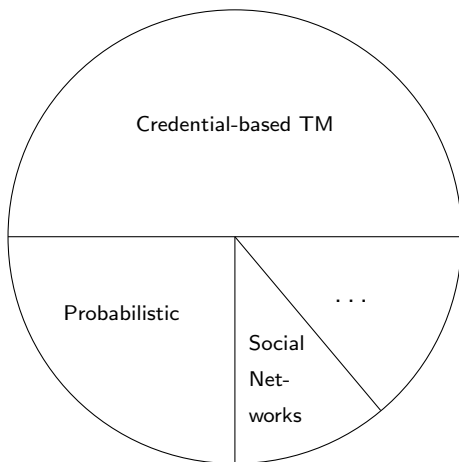 Credential-based TM
Probabilistic
. . .
Social
Net-
works